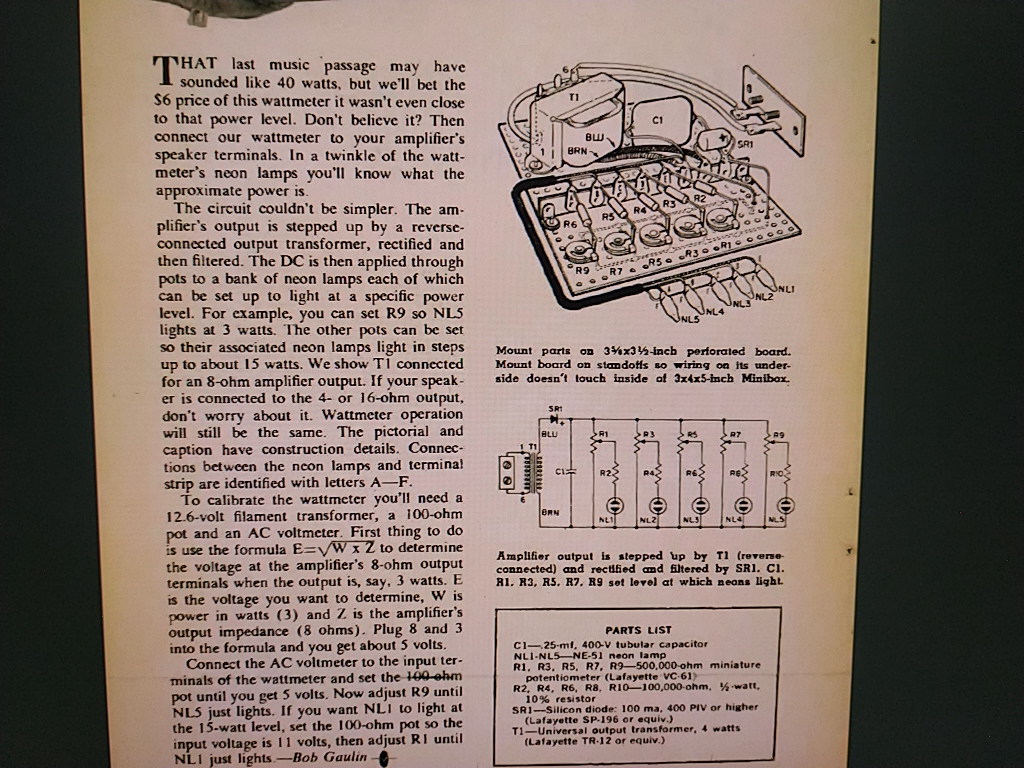 THAT last music passage may have
sounded like 40 watts, but we'll bet the
$6 price of this wattmeter it wasn't even close
to that power level. Don't believe it? Then
connect our wattmeter to your amplifier's
speaker terminals. In a twinkle of the watt-
meter's neon lamps you'll know what the
approximate power is.
The circuit couldn't be simpler. The am-
plifier's output is stepped up by a reverse-
connected output transformer, rectified and
then filtered. The DC is then applied through
pots to a bank of neon lamps each of which
can be set up to light at a specific power
level. For example, you can set R9 so NL5
lights at 3 watts. The other pots can be set
so their associated neon lamps light in steps
up to about 15 watts. We show T1 connected
for an 8-ohm amplifier output. If your speak-
er is connected to the 4- or 16-ohm output,
don't worry about it. Wattmeter operation
will still be the same. The pictorial and
caption have construction details. Connec-
tions between the neon lamps and terminal
strip are identified with letters A—F.
To calibrate the wattmeter you'll need a
12.6-volt filament transformer, a 100-ohm
pot and an AC voltmeter. First thing to do
is use the formula E=√W x Z to determine
the voltage at the amplifier's 8-ohm output
terminals when the output is, say, 3 watts. E
is the voltage you want to determine, W is
power in watts (3) and Z is the amplifier's
output impedance (8 ohms). Plug 8 and 3
into the formula and you get about 5 volts.
Connect the AC voltmeter to the input ter-
minals of the wattmeter and set the 100-ohm
pot until you get 5 volts. Now adjust R9 until
NL5 just lights. If you want NL1 to light at
the 15-watt level, set the 100-ohm pot so the
input voltage is 11 volts, then adjust R1 until
NL1 just lights.—Bob Gaulin
6
T1
C1
BLU
BRN
1
+
SR1
R6
R5
R4
R3
R2
R9
R7
R5
R3
R1
NL5
NL4
NL3
NL2
NL1
Mount parts on 3⅝x3½-inch perforated board.
Mount board on standoffs so wiring on its under-
side doesn't touch inside of 3x4x5-inch Minibox.
SR1
BLU
1 T1
C1
6
BRN
R1
R3
R5
R7
R9
R2
R4
R6
R8
R10
NL1
NL2
NL3
NL4
NL5
Amplifier output is stepped up by T1 (reverse-
connected) and rectified and filtered by SR1, C1.
R1, R3, R5, R7, R9 set level at which neons light.
PARTS LIST
C1—.25-mf, 400-V tubular capacitor
NL1-NL5—NE-51 neon lamp
R1, R3, R5, R7, R9—500,000-ohm miniature
potentiometer (Lafayette VC-61)
R2, R4, R6, R8, R10—100,000-ohm, ½-watt,
10% resistor
SR1—Silicon diode: 100 ma, 400 PIV or higher
(Lafayette SP-196 or equiv.)
T1—Universal output transformer, 4 watts
(Lafayette TR-12 or equiv.)